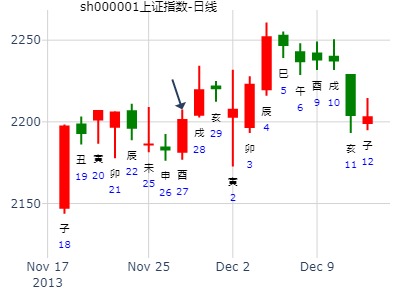 sh000001上证指数-日线
2250
2200
2150
子
18
丑
19
寅
20
卯
21
辰
22
未
25
申
26
酉
27
戌
28
亥
29
寅
2
卯
3
辰
4
巳
5
午
6
酉
9
戌
10
亥
11
子
12
Nov 17
2013
Nov 25
Dec 2
Dec 9